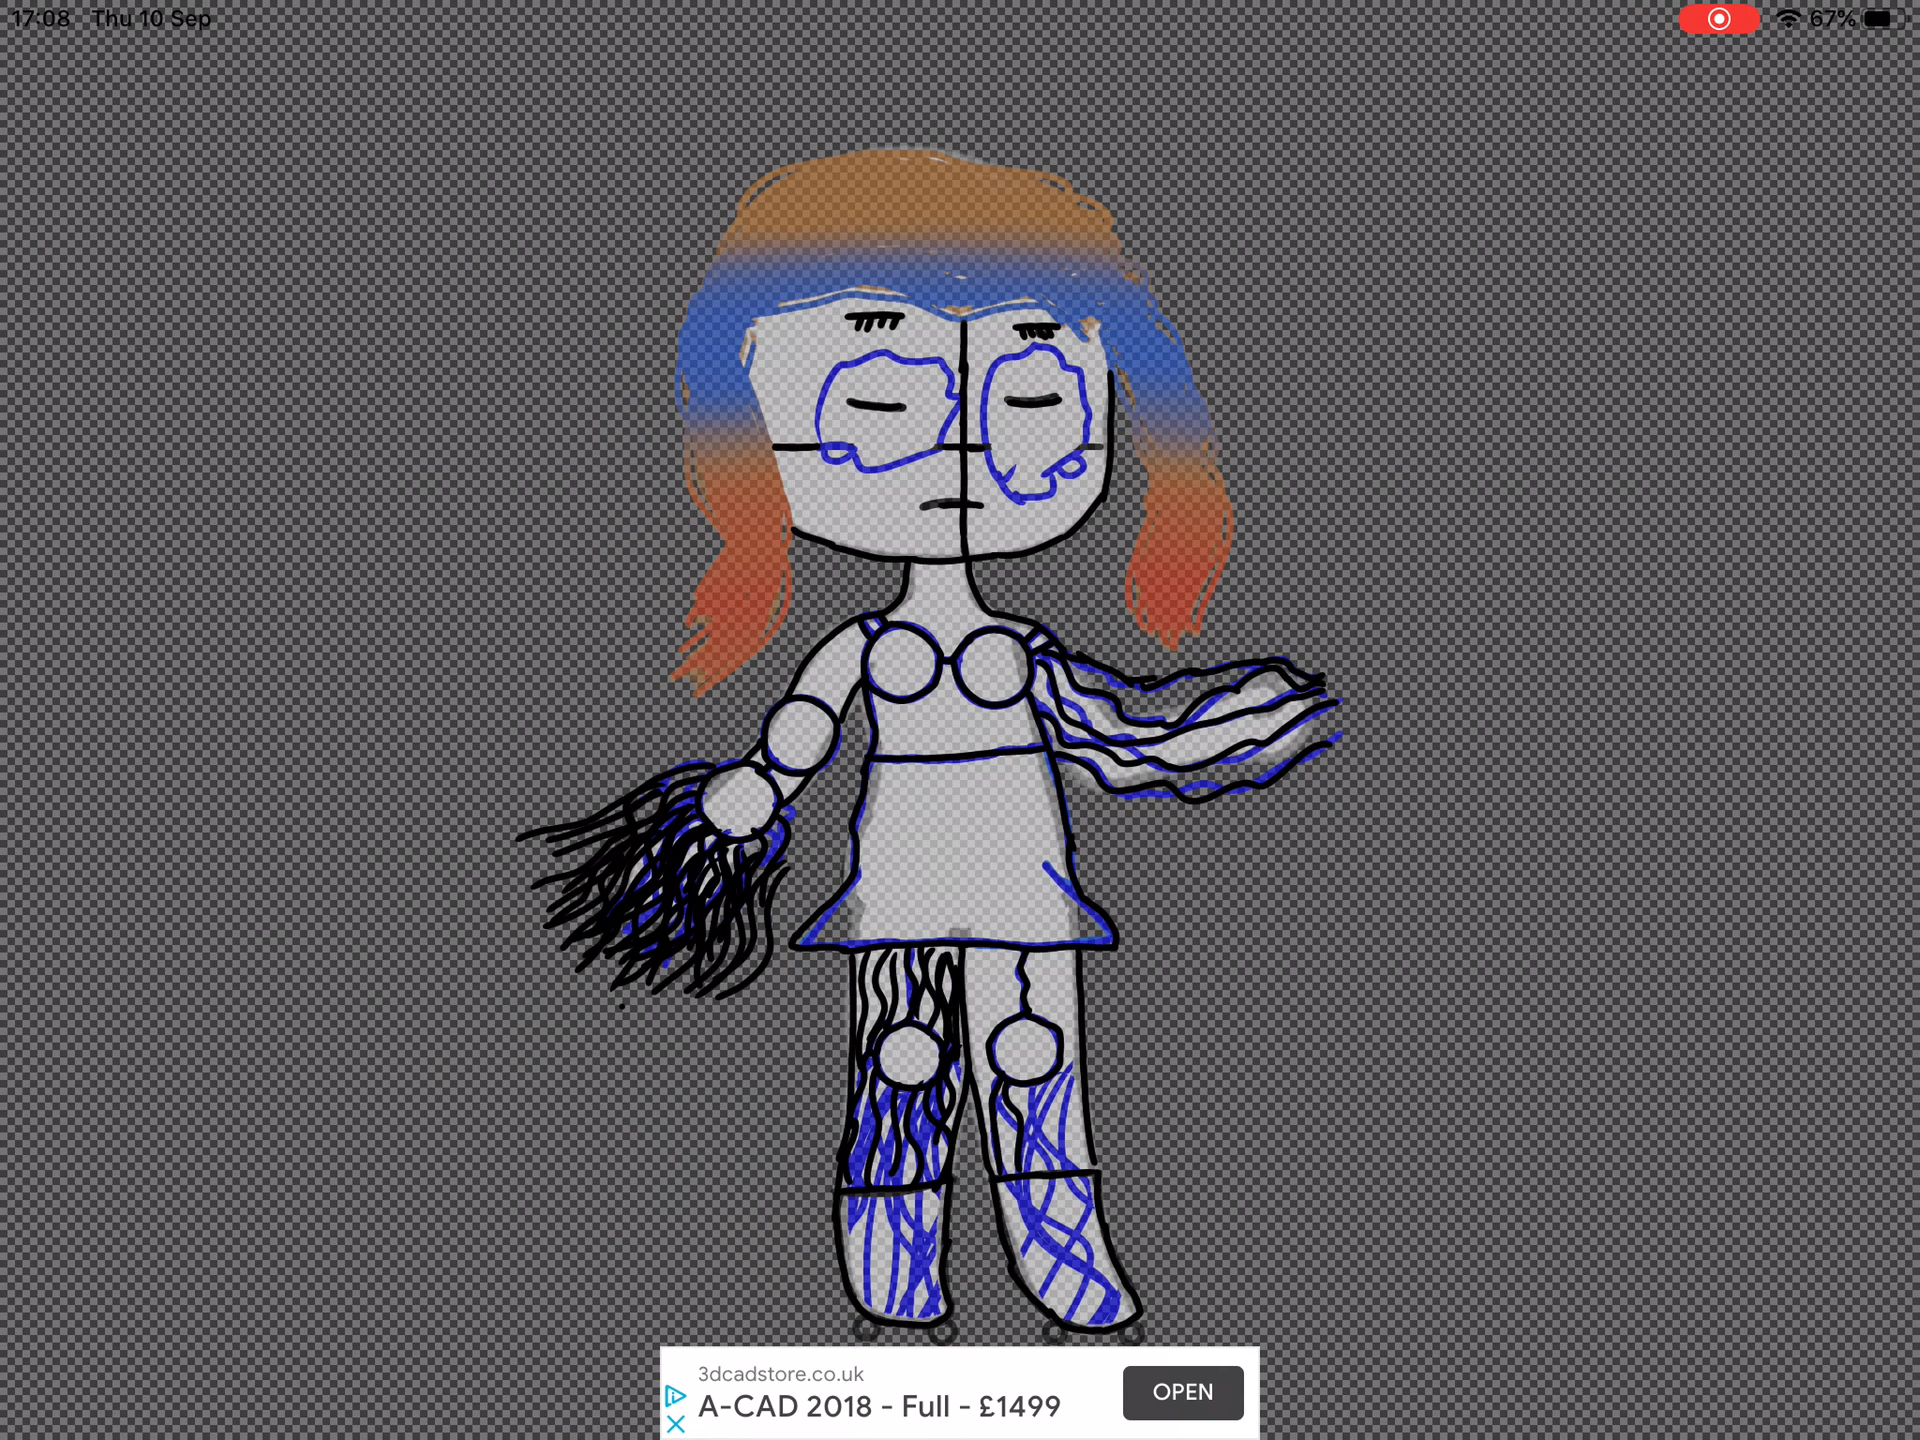 17:08 Thu 10 Sep
67%
3dcadstore.co.uk
A-CAD 2018 - Full - £1499
OPEN